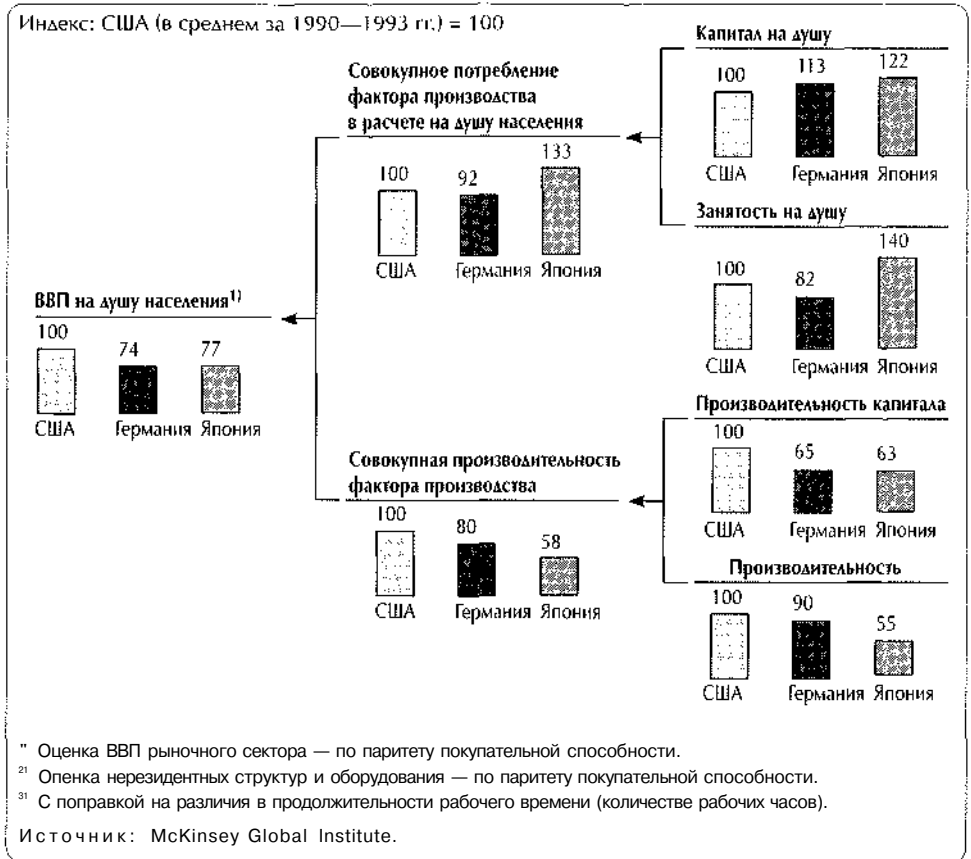 Индекс: США (в среднем за 1990—1993 гг.) = 100
Капитал на душу
100 113 122
США Германия Япония
Совокупное потребление
фактора производства
в расчете на душу населения
100 92 133
США Германия Япония
Занятость на душу
100 82 140
США Германия Япония
ВВП на душу населения¹⁾
100 74 77
США Германия Япония
Производительность капитала
100 65 63
США Германия Япония
Совокупная производительность
фактора производства
100 80 58
США Германия Япония
Производительность
100 90 55
США Германия Япония
" Оценка ВВП рыночного сектора — по паритету покупательной способности.
²¹ Опенка нерезидентных структур и оборудования — по паритету покупательной способности.
³¹ С поправкой на различия в продолжительности рабочего времени (количестве рабочих часов).
Источник: McKinsey Global Institute.